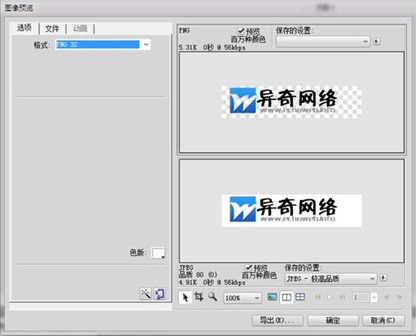 图像预览
选项 文件 动画
格式: PNG 32
色版:
PNG 预览 保存的设置:
百万种颜色
5.31K 0秒 @ 56kbps
异奇网络
异奇网络
JPEG 预览 保存的设置:
品质 80 (0) 百万种颜色
4.91K 0秒 @ 56kbps JPEG - 较高品质
100% 1
导出(E)... 确定 取消(C)